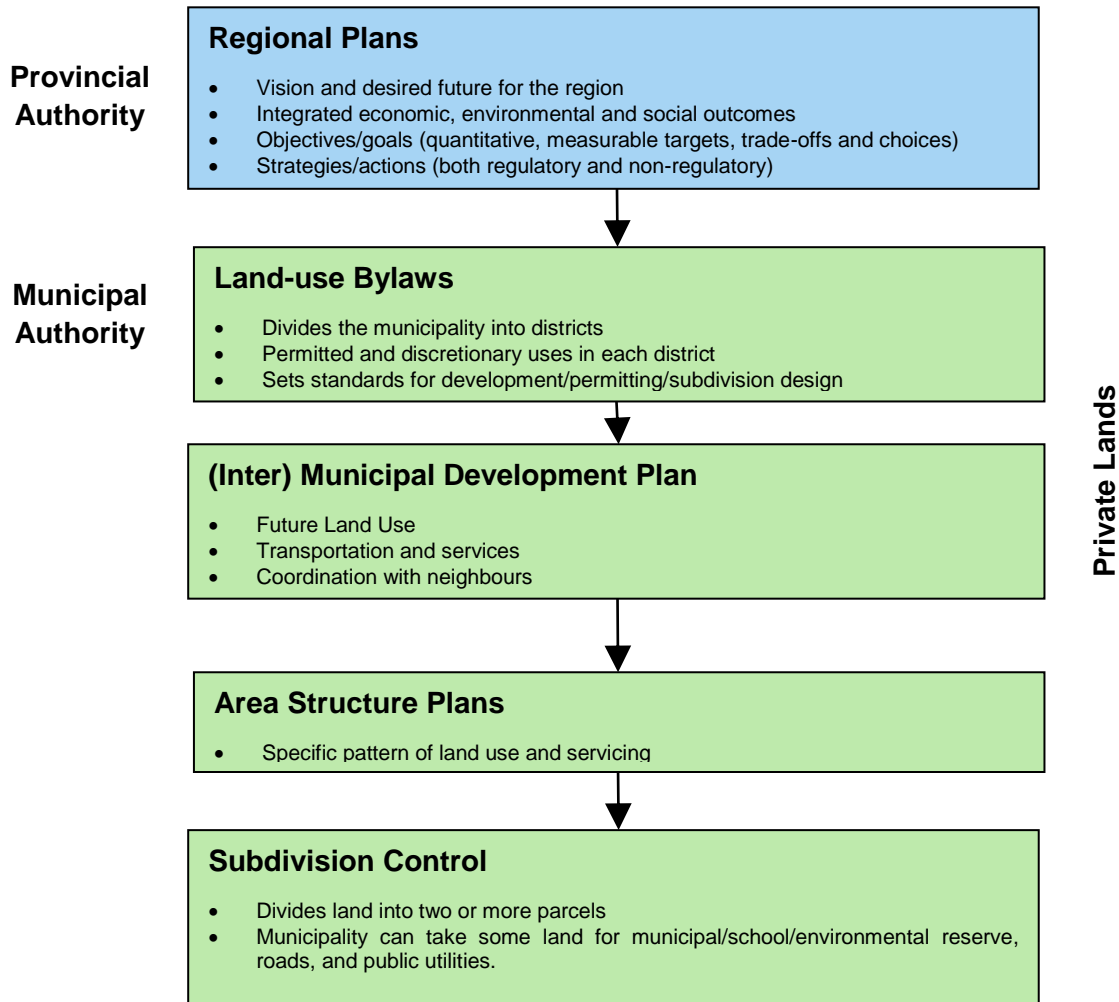 Provincial
Authority
Regional Plans
• Vision and desired future for the region
• Integrated economic, environmental and social outcomes
• Objectives/goals (quantitative, measurable targets, trade-offs and choices)
• Strategies/actions (both regulatory and non-regulatory)
Municipal
Authority
Land-use Bylaws
• Divides the municipality into districts
• Permitted and discretionary uses in each district
• Sets standards for development/permitting/subdivision design
(Inter) Municipal Development Plan
• Future Land Use
• Transportation and services
• Coordination with neighbours
Area Structure Plans
• Specific pattern of land use and servicing
Subdivision Control
• Divides land into two or more parcels
• Municipality can take some land for municipal/school/environmental reserve,
roads, and public utilities.
Private Lands